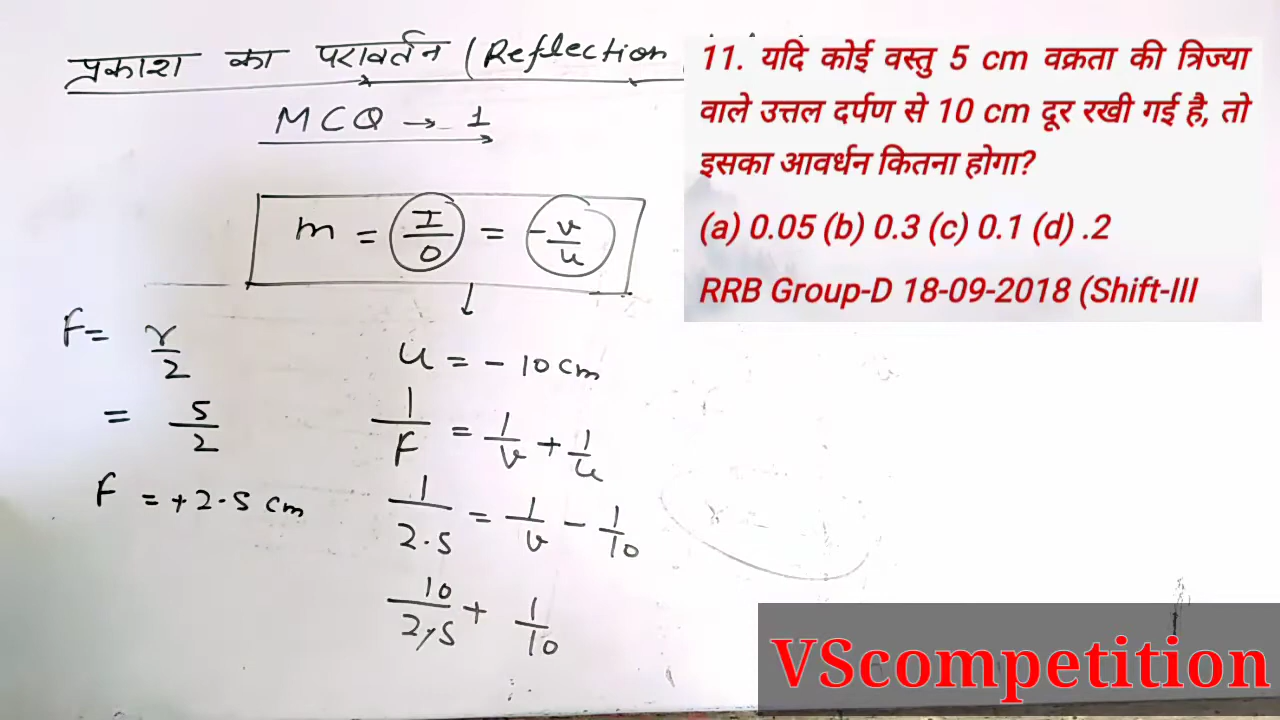 प्रकाश का परावर्तन (Reflection
MCQ → 1
m = I/O = -v/u
F = r/2
= 5/2
F = +2.5 cm
u = - 10 cm
1/F = 1/v + 1/u
1/2.5 = 1/v - 1/10
10/2.5 + 1/10
11. यदि कोई वस्तु 5 cm वक्रता की त्रिज्या
वाले उत्तल दर्पण से 10 cm दूर रखी गई है, तो
इसका आवर्धन कितना होगा?
(a) 0.05 (b) 0.3 (c) 0.1 (d) .2
RRB Group-D 18-09-2018 (Shift-III
VScompetition